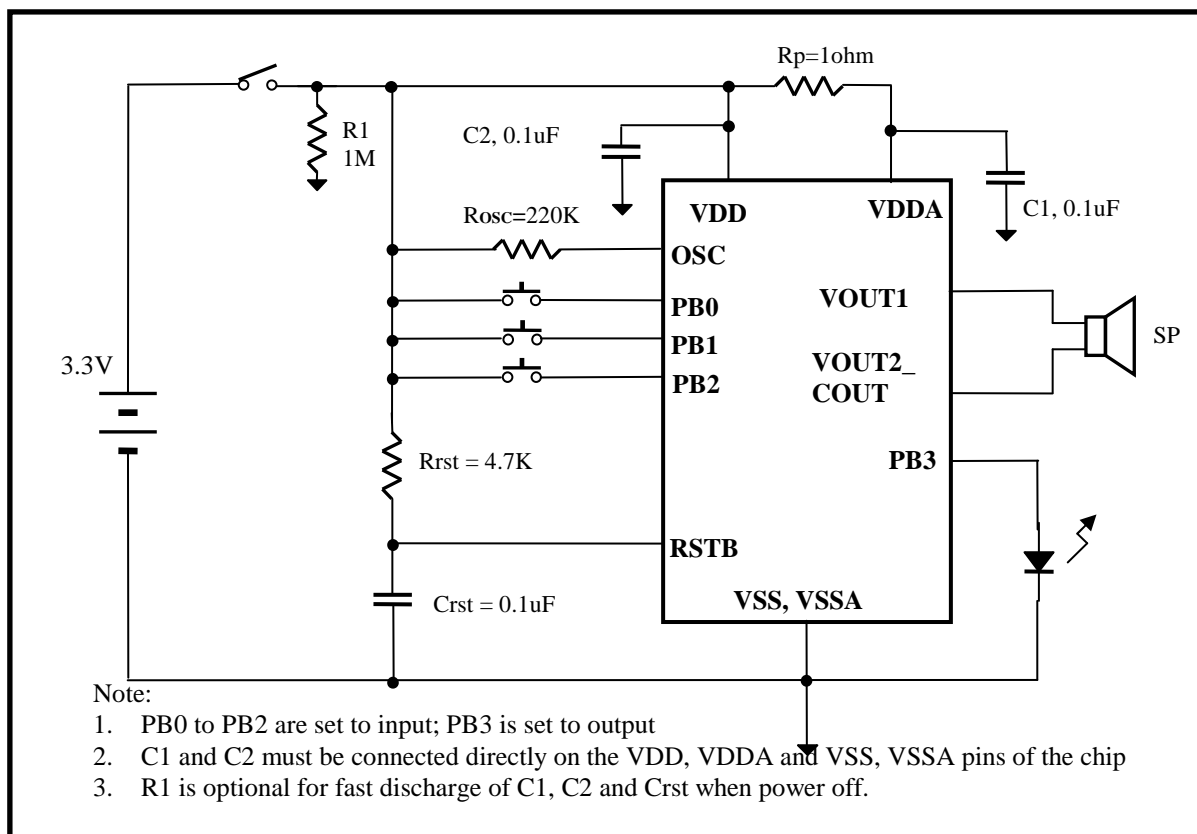 Rp=1ohm
R1
1M
C2, 0.1uF
VDD
VDDA
C1, 0.1uF
Rosc=220K
OSC
PB0
VOUT1
PB1
SP
3.3V
VOUT2_
COUT
PB2
PB3
Rrst = 4.7K
RSTB
Crst = 0.1uF
VSS, VSSA
Note:
1. PB0 to PB2 are set to input; PB3 is set to output
2. C1 and C2 must be connected directly on the VDD, VDDA and VSS, VSSA pins of the chip
3. R1 is optional for fast discharge of C1, C2 and Crst when power off.